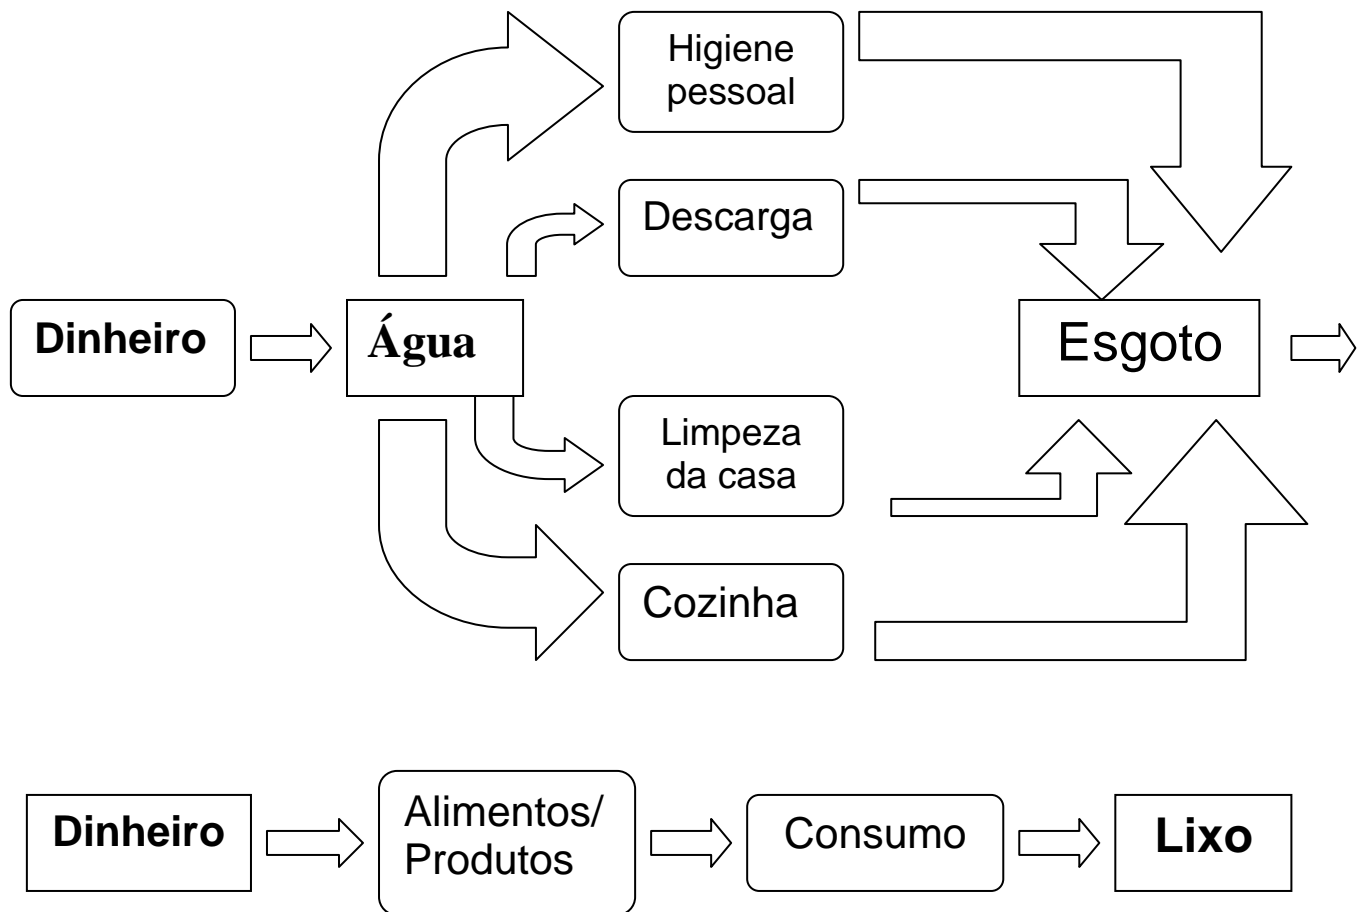 Higiene
pessoal
Descarga
Dinheiro
Água
Esgoto
Limpeza
da casa
Cozinha
Dinheiro
Alimentos/
Produtos
Consumo
Lixo